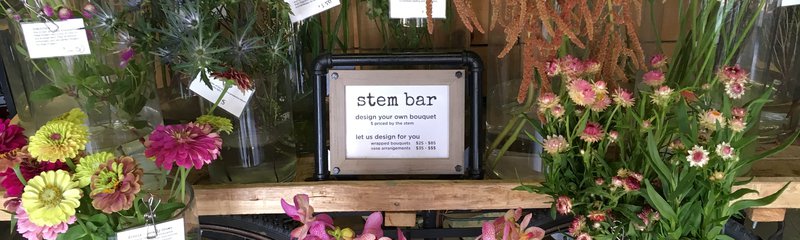 stem bar
design your own bouquet
& priced by the stem
let us design for you
wrapped bouquets $25 - $85
vase arrangements $35 - $85